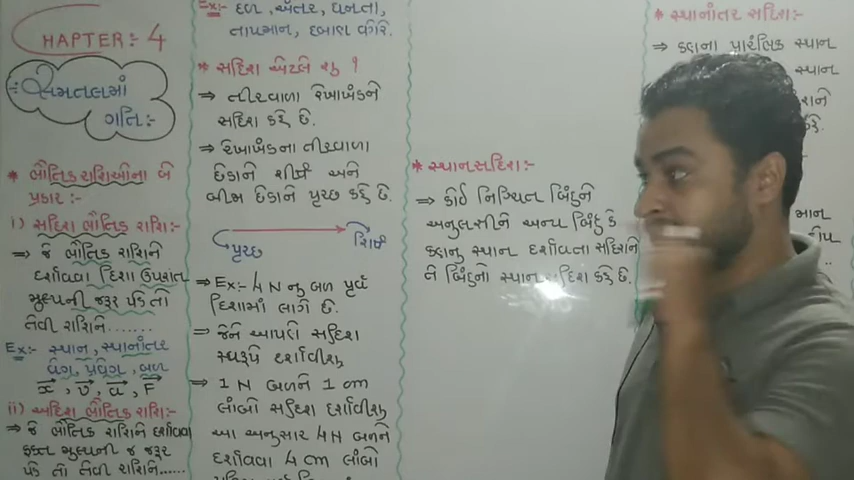 CHAPTER:- 4
સમતલમાં
ગતિ:-
* ભૌતિક રાશિઓના બે
પ્રકાર:-
i) સદિશ ભૌતિક રાશિ:-
⇒ જે ભૌતિક રાશિને
દર્શાવવા દિશા ઉપરાંત
મુલ્યની જરૂર પડે તો
તેવી રાશિને.......
Ex:- સ્થાન, સ્થાનાંતર
વેગ, પ્રવેગ, બળ
x, v, a, F
ii) અદિશ ભૌતિક રાશિ:-
⇒ જે ભૌતિક રાશિને દર્શાવવા
ફક્ત મુલ્યની જ જરૂર
પડે તો તેવી રાશિને......
Ex:- દળ, અંતર, ઘનતા,
તાપમાન, દબાણ વગેરે.
* સદિશ એટલે શુ ?
⇒ તીરવાળા રેખાખંડને
સદિશ કહે છે.
⇒ રેખાખંડના તીરવાળા
છેડાને શીર્ષ અને
બીજા છેડાને પૃચ્છ કહે છે.
પૃચ્છ શિર્ષ
⇒ Ex:- 4 N નુ બળ પૂર્વ
દિશામાં લાગે છે.
⇒ જેને આપણે સદિશ
સ્વરૂપે દર્શાવીશુ
⇒ 1 N બળને 1 cm
લાંબો સદિશ દર્શાવીશુ
આ અનુસાર 4 N બળને
દર્શાવવા 4 cm લાંબો
* સ્થાનસદિશ:-
⇒ કોઈ નિશ્ચિત બિંદુને
અનુલક્ષીને અન્ય બિંદુ કે
કણનુ સ્થાન દર્શાવતા સદિશને
તે બિંદુનો સ્થાન સદિશ કહે છે.
* સ્થાનાંતર સદિશ:-
⇒ કણના પ્રારંભિક સ્થાન
સ્થાન